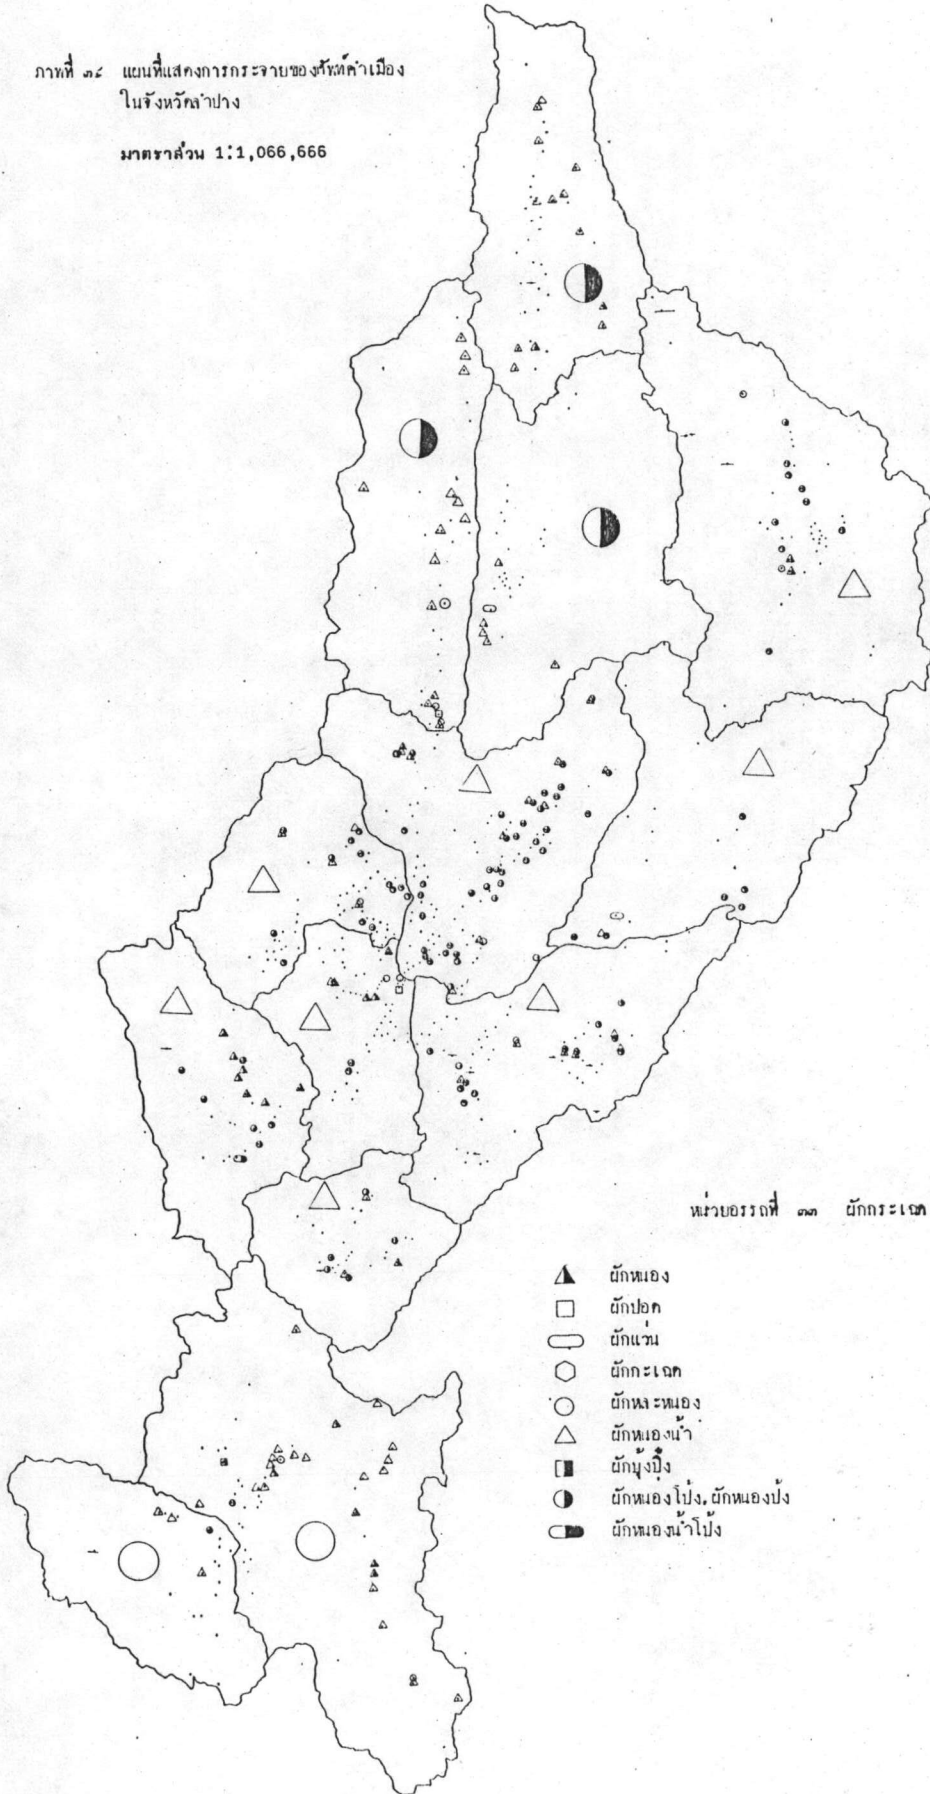 ภาพที่ ๓๔ แผนที่แสดงการกระจายของศัพท์คำเมือง
ในจังหวัดลำปาง
มาตราส่วน 1:1,066,666
หน่วยอรรถที่ ๓๓ ผักกระเฉด
ผักหนอง
ผักปอด
ผักแว่น
ผักกะเฉด
ผักหละหนอง
ผักหนองน้ำ
ผักบุ้งปิ้ง
ผักหนองโป่ง, ผักหนองปง
ผักหนองน้ำโป่ง